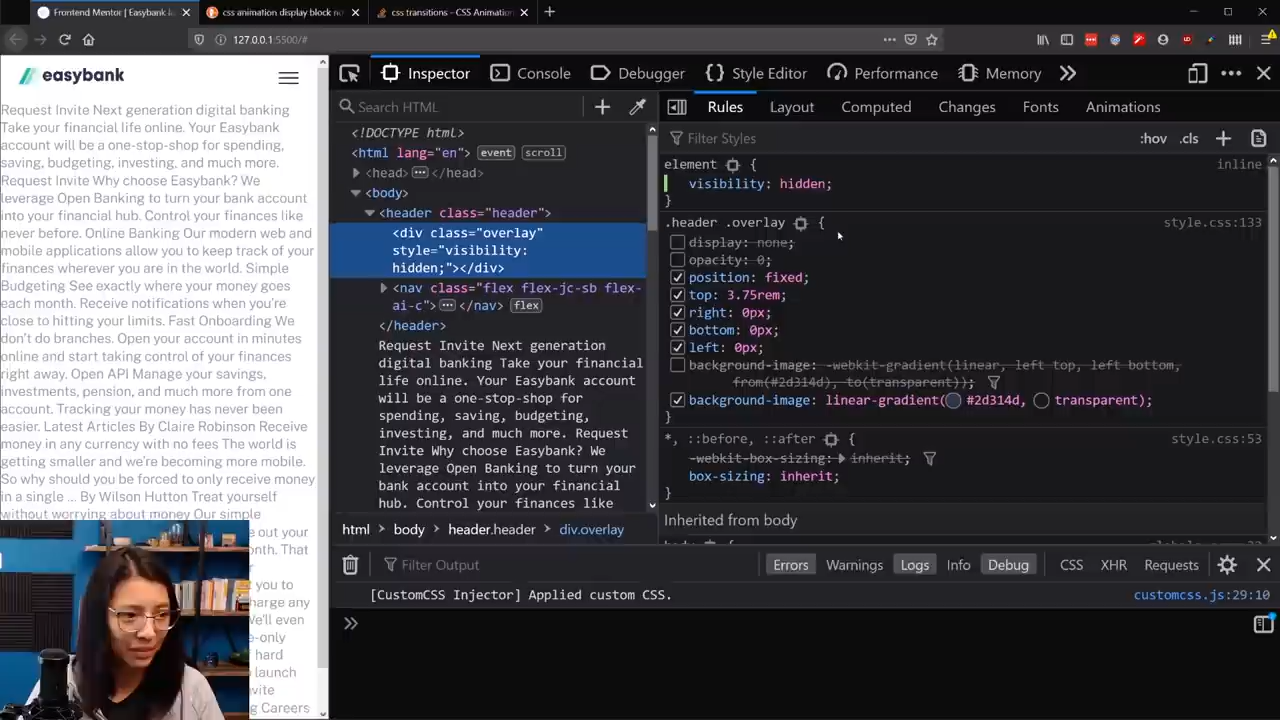 Frontend Mentor | Easybank la
css animation display block no
css transitions – CSS Animation
127.0.0.1:5500/#
easybank
Request Invite Next generation digital banking
Take your financial life online. Your Easybank
account will be a one-stop-shop for spending,
saving, budgeting, investing, and much more.
Request Invite Why choose Easybank? We
leverage Open Banking to turn your bank account
into your financial hub. Control your finances like
never before. Online Banking Our modern web and
mobile applications allow you to keep track of your
finances wherever you are in the world. Simple
Budgeting See exactly where your money goes
each month. Receive notifications when you're
close to hitting your limits. Fast Onboarding We
don't do branches. Open your account in minutes
online and start taking control of your finances
right away. Open API Manage your savings,
investments, pension, and much more from one
account. Tracking your money has never been
easier. Latest Articles By Claire Robinson Receive
money in any currency with no fees The world is
getting smaller and we're becoming more mobile.
So why should you be forced to only receive money
in a single ... By Wilson Hutton Treat yourself
without worrying about money Our simple
e out your
onth. That
you to
charge any
We'll even
e-only
hard
launch
vite
g Careers
Inspector
Console
Debugger
Style Editor
Performance
Memory
Search HTML
<!DOCTYPE html>
<html lang="en"> event scroll
<head> </head>
<body>
<header class="header">
<div class="overlay"
style="visibility:
hidden;"></div>
<nav class="flex flex-jc-sb flex-
ai-c"> </nav> flex
</header>
Request Invite Next generation
digital banking Take your financial
life online. Your Easybank account
will be a one-stop-shop for
spending, saving, budgeting,
investing, and much more. Request
Invite Why choose Easybank? We
leverage Open Banking to turn your
bank account into your financial
hub. Control your finances like
html body header.header div.overlay
Rules Layout Computed Changes Fonts Animations
Filter Styles
:hov .cls
element { inline
visibility: hidden;
}
.header .overlay { style.css:133
display: none;
opacity: 0;
position: fixed;
top: 3.75rem;
right: 0px;
bottom: 0px;
left: 0px;
background-image: -webkit-gradient(linear, left top, left bottom,
from(#2d314d), to(transparent));
background-image: linear-gradient( #2d314d, transparent);
}
*, ::before, ::after { style.css:53
-webkit-box-sizing: inherit;
box-sizing: inherit;
}
Inherited from body
Filter Output
Errors Warnings Logs Info Debug CSS XHR Requests
[CustomCSS Injector] Applied custom CSS. customcss.js:29:10